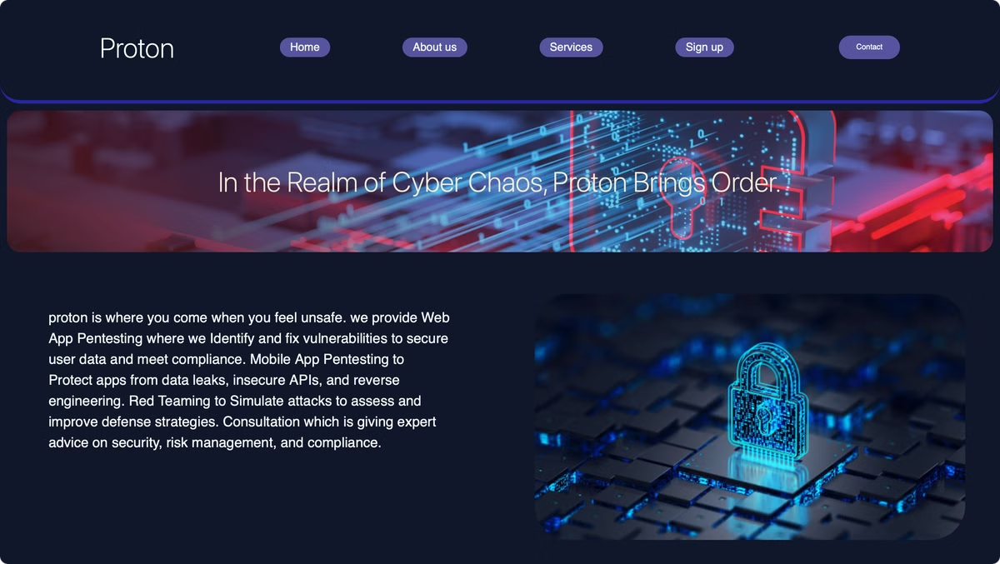 Proton
Home
About us
Services
Sign up
Contact
In the Realm of Cyber Chaos, Proton Brings Order.
proton is where you come when you feel unsafe. we provide Web
App Pentesting where we Identify and fix vulnerabilities to secure
user data and meet compliance. Mobile App Pentesting to
Protect apps from data leaks, insecure APIs, and reverse
engineering. Red Teaming to Simulate attacks to assess and
improve defense strategies. Consultation which is giving expert
advice on security, risk management, and compliance.